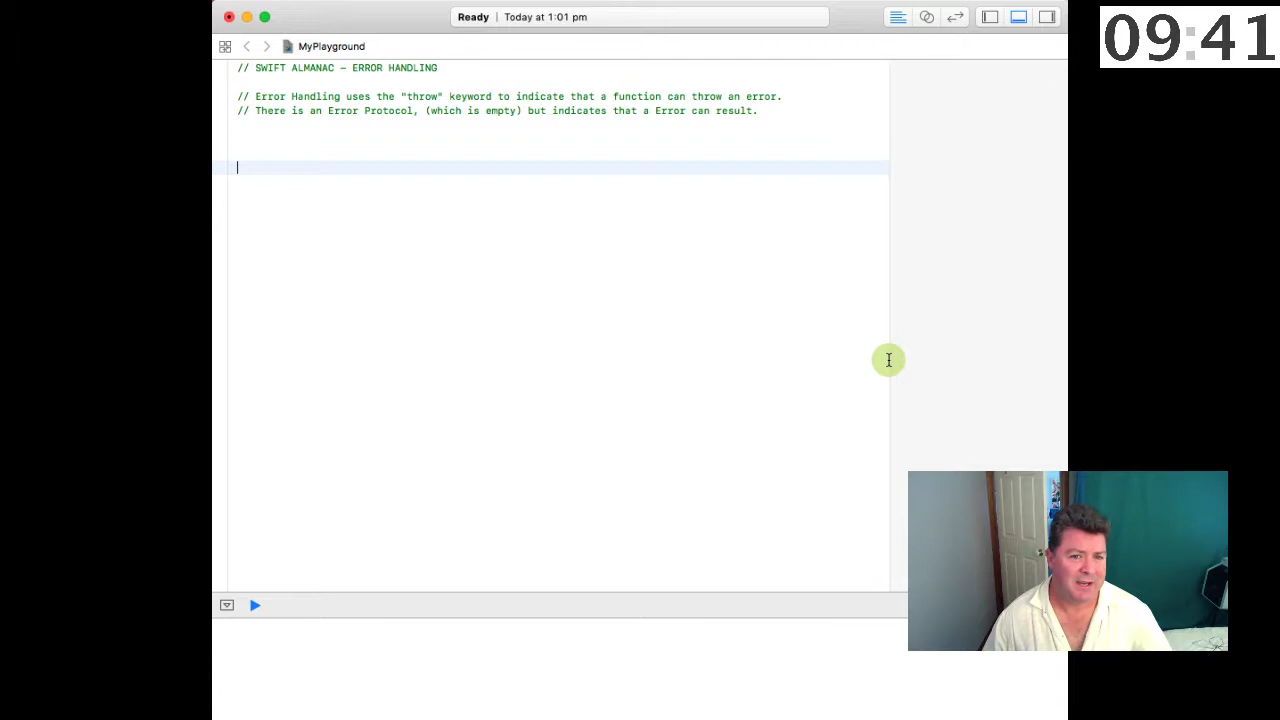 Ready | Today at 1:01 pm
09:41
MyPlayground
// SWIFT ALMANAC – ERROR HANDLING
// Error Handling uses the "throw" keyword to indicate that a function can throw an error.
// There is an Error Protocol, (which is empty) but indicates that a Error can result.